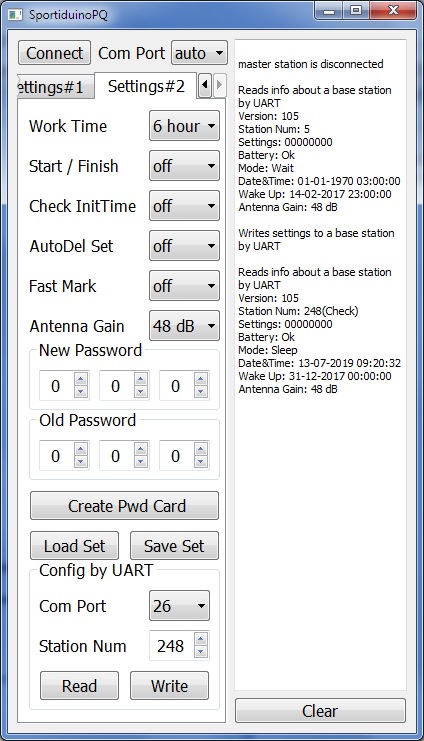 SportiduinoPQ
Connect Com Port auto
ettings#1 Settings#2
Work Time 6 hour
Start / Finish off
Check InitTime off
AutoDel Set off
Fast Mark off
Antenna Gain 48 dB
New Password
0 0 0
Old Password
0 0 0
Create Pwd Card
Load Set Save Set
Config by UART
Com Port 26
Station Num 248
Read Write
master station is disconnected
Reads info about a base station
by UART
Version: 105
Station Num: 5
Settings: 00000000
Battery: Ok
Mode: Wait
Date&Time: 01-01-1970 03:00:00
Wake Up: 14-02-2017 23:00:00
Antenna Gain: 48 dB
Writes settings to a base station
by UART
Reads info about a base station
by UART
Version: 105
Station Num: 248(Check)
Settings: 00000000
Battery: Ok
Mode: Sleep
Date&Time: 13-07-2019 09:20:32
Wake Up: 31-12-2017 00:00:00
Antenna Gain: 48 dB
Clear